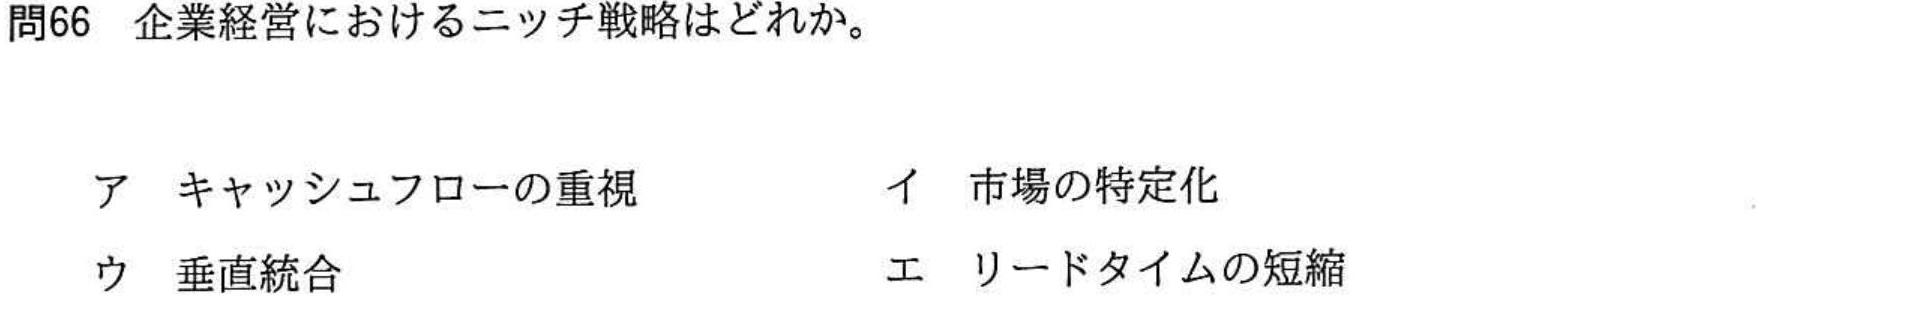 問66 企業経営におけるニッチ戦略はどれか。
ア キャッシュフローの重視 イ 市場の特定化
ウ 垂直統合 エ リードタイムの短縮